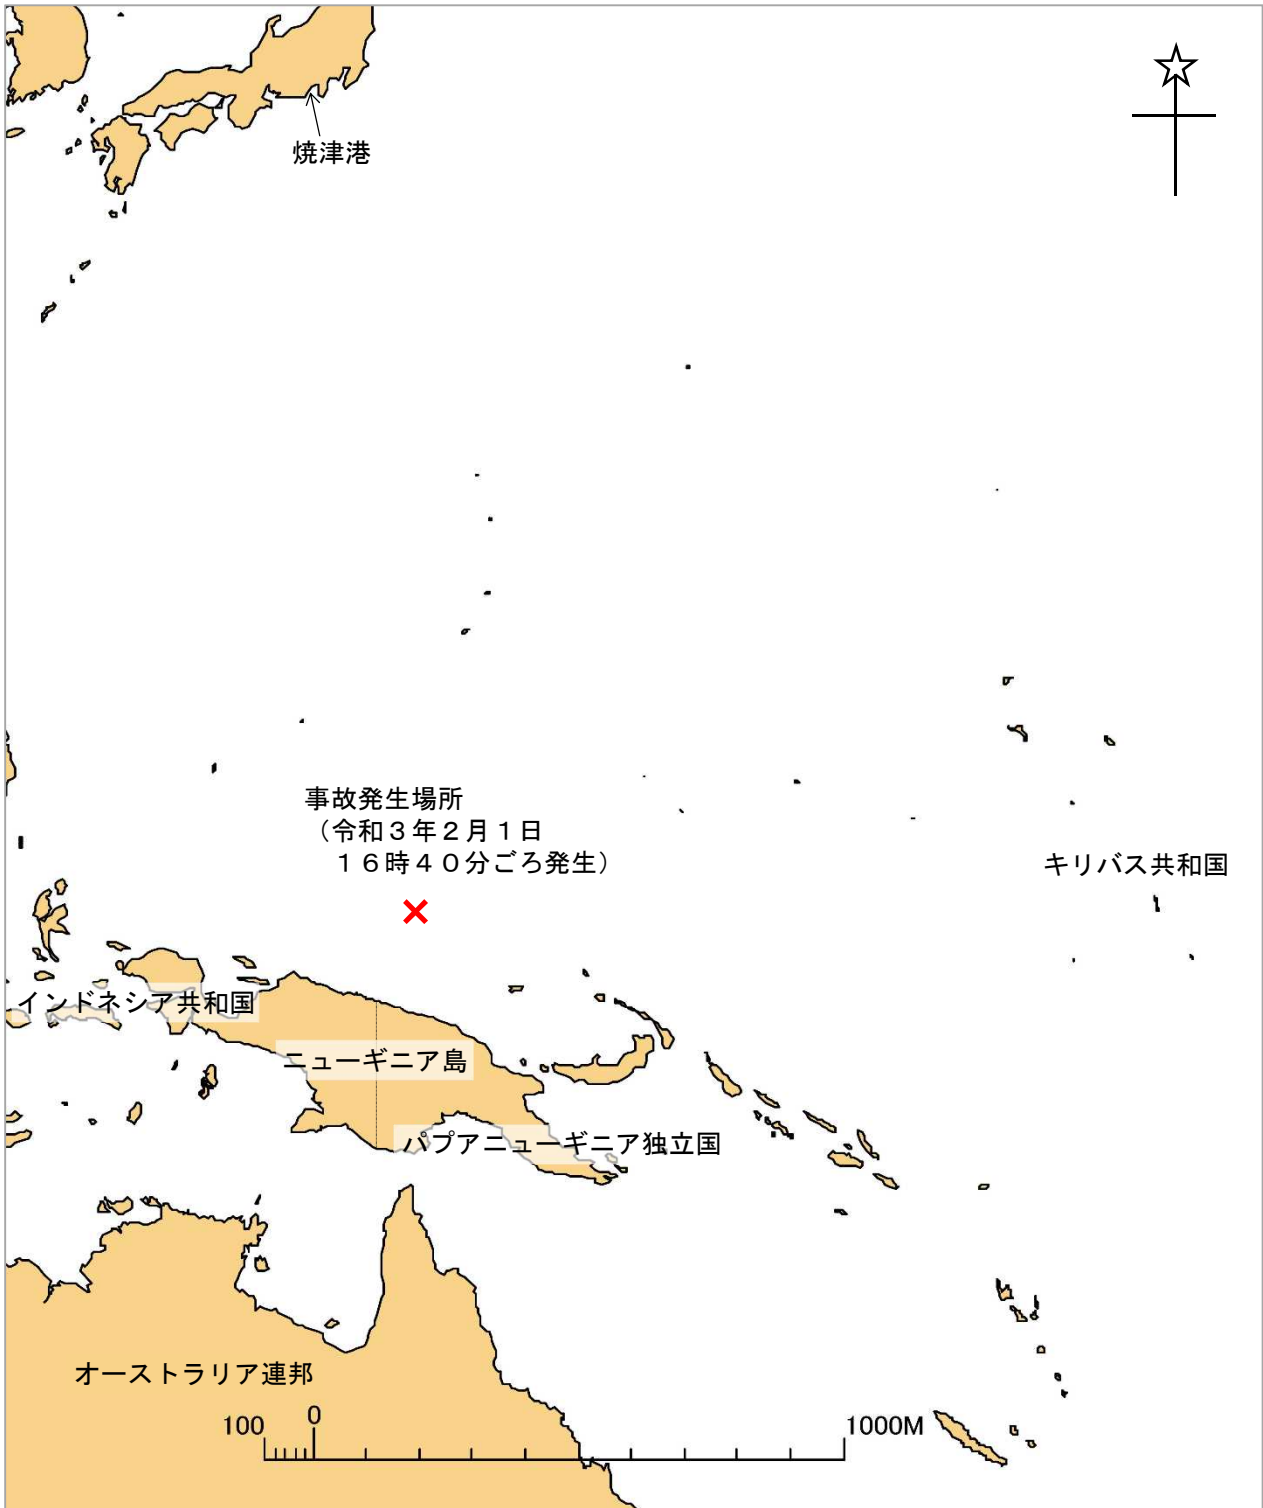 焼津港
事故発生場所
（令和３年２月１日
１６時４０分ごろ発生）
キリバス共和国
インドネシア共和国
ニューギニア島
パプアニューギニア独立国
オーストラリア連邦
100 0 1000M